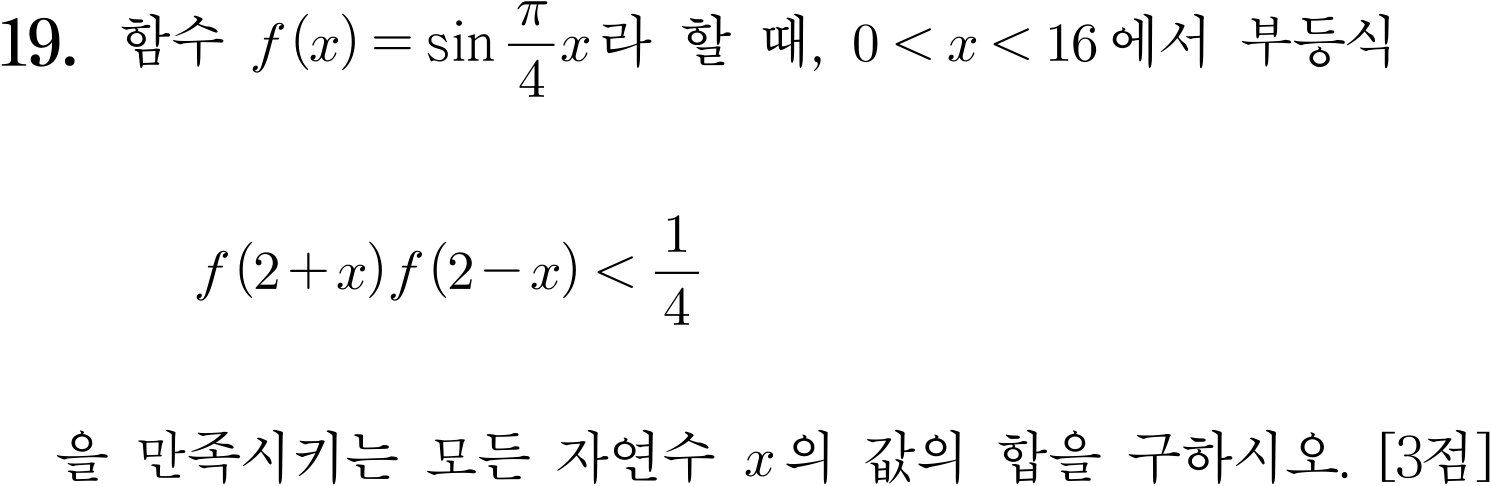 19. 함수 $f(x)=\sin\frac{\pi}{4}x$라 할 때, $0<x<16$에서 부등식
$f(2+x)f(2-x)<\frac{1}{4}$
을 만족시키는 모든 자연수 $x$의 값의 합을 구하시오. [3점]